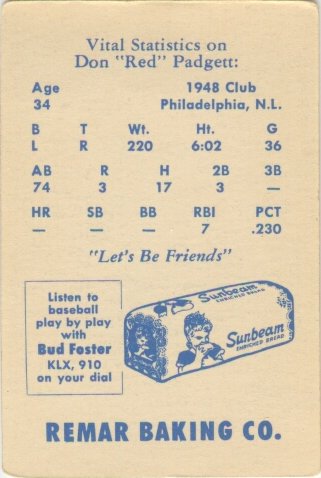 Vital Statistics on
Don "Red" Padgett:
Age 1948 Club
34 Philadelphia, N.L.
B T Wt. Ht. G
L R 220 6:02 36
AB R H 2B 3B
74 3 17 3 —
HR SB BB RBI PCT
— — — 7 .230
"Let's Be Friends"
Listen to
baseball
play by play
with
Bud Foster
KLX, 910
on your dial
Sunbeam
ENRICHED BREAD
Sunbeam
ENRICHED BREAD
REMAR BAKING CO.